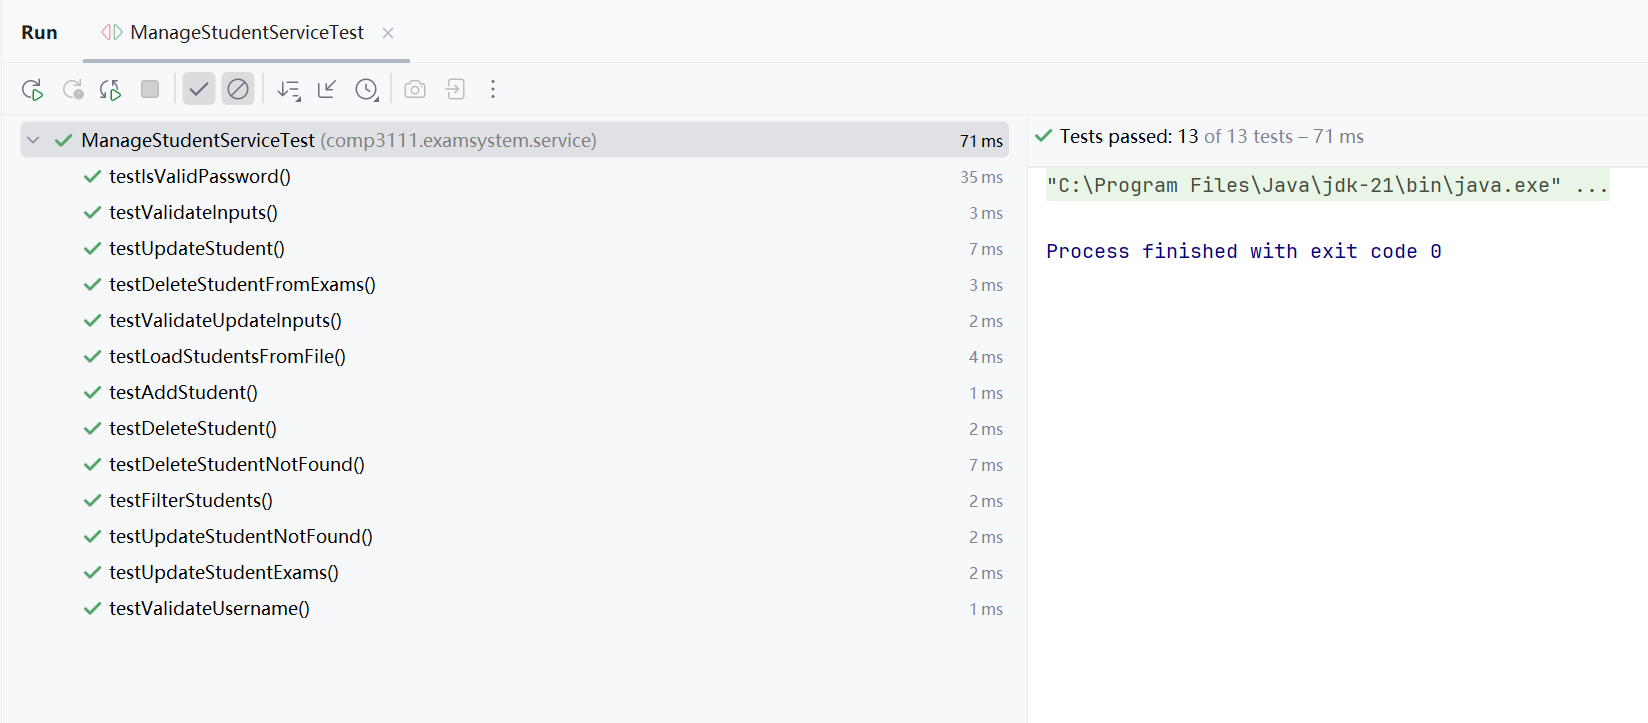 Run ManageStudentServiceTest
ManageStudentServiceTest (comp3111.examsystem.service) 71 ms
testIsValidPassword() 35 ms
testValidateInputs() 3 ms
testUpdateStudent() 7 ms
testDeleteStudentFromExams() 3 ms
testValidateUpdateInputs() 2 ms
testLoadStudentsFromFile() 4 ms
testAddStudent() 1 ms
testDeleteStudent() 2 ms
testDeleteStudentNotFound() 7 ms
testFilterStudents() 2 ms
testUpdateStudentNotFound() 2 ms
testUpdateStudentExams() 2 ms
testValidateUsername() 1 ms
Tests passed: 13 of 13 tests – 71 ms
"C:\Program Files\Java\jdk-21\bin\java.exe" ...
Process finished with exit code 0